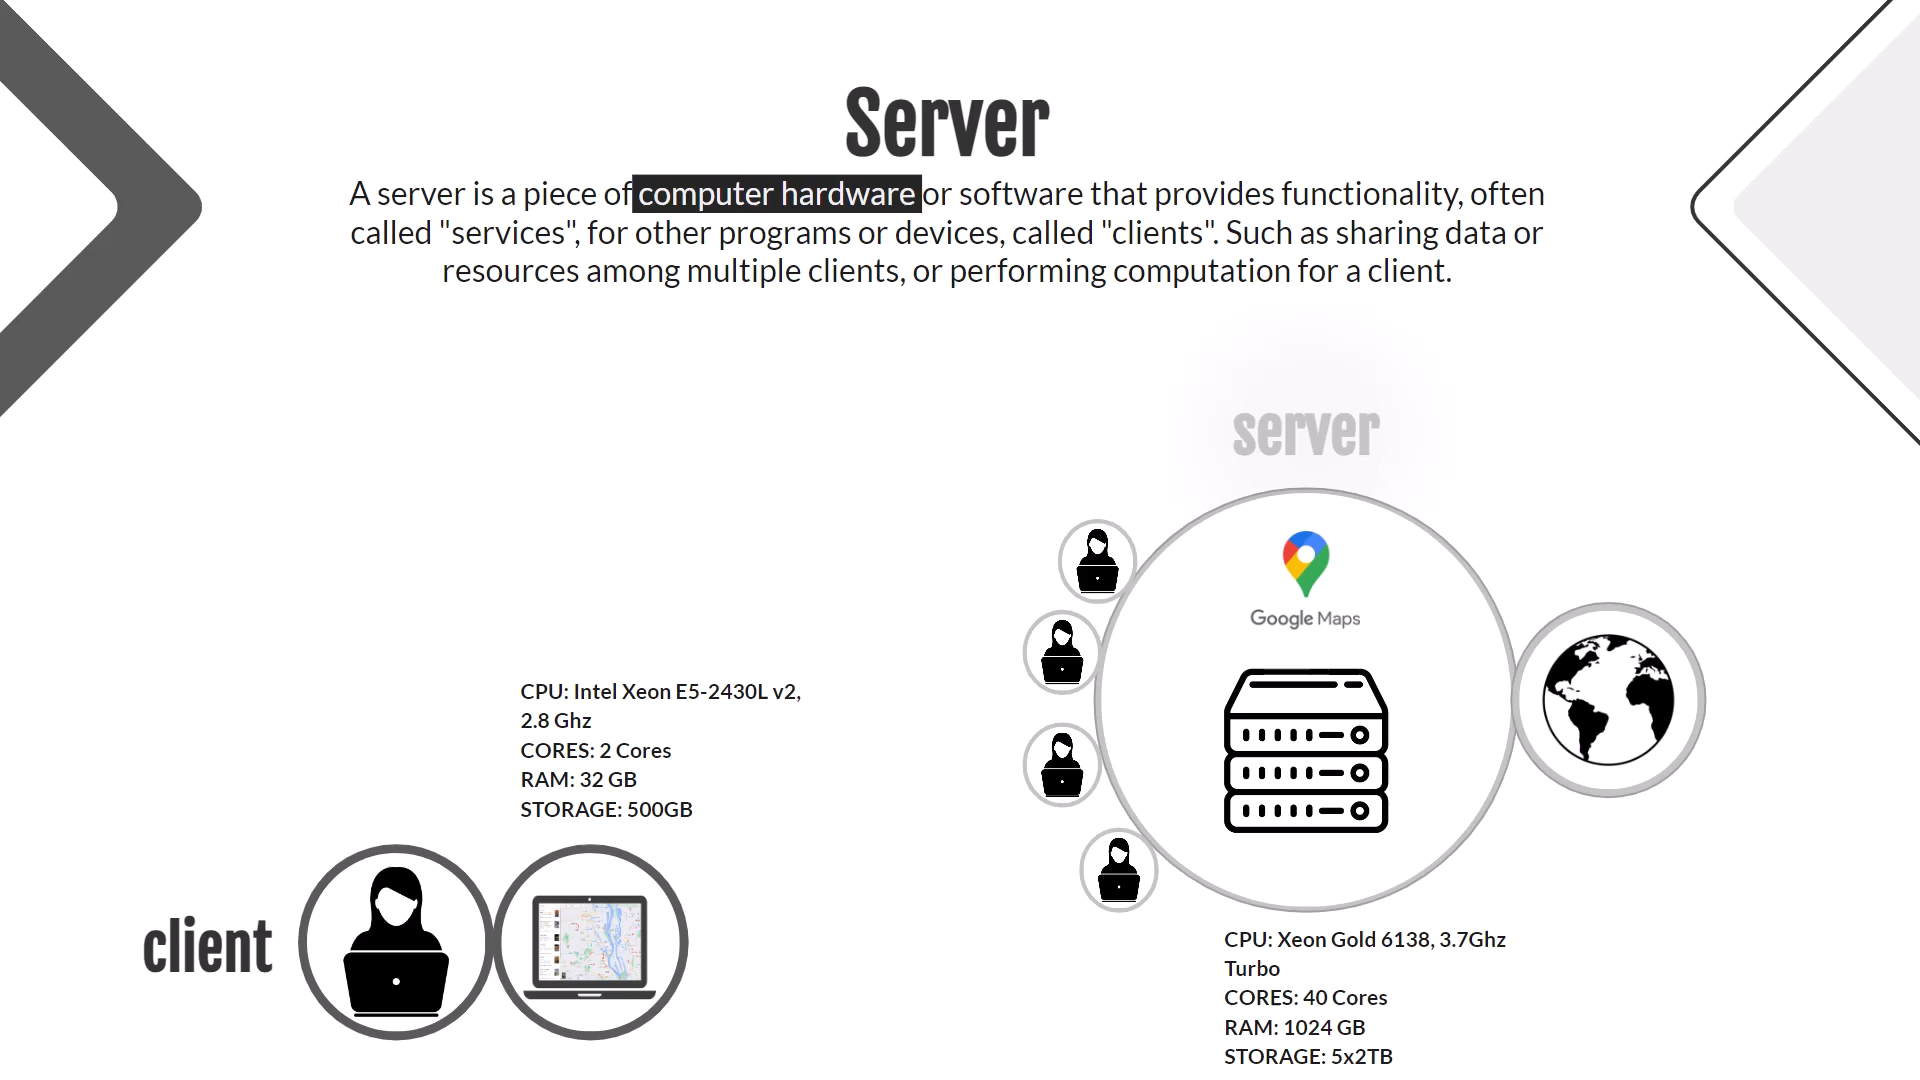 Server
A server is a piece of computer hardware or software that provides functionality, often
called "services", for other programs or devices, called "clients". Such as sharing data or
resources among multiple clients, or performing computation for a client.
server
Google Maps
CPU: Intel Xeon E5-2430L v2,
2.8 Ghz
CORES: 2 Cores
RAM: 32 GB
STORAGE: 500GB
client
CPU: Xeon Gold 6138, 3.7Ghz
Turbo
CORES: 40 Cores
RAM: 1024 GB
STORAGE: 5x2TB